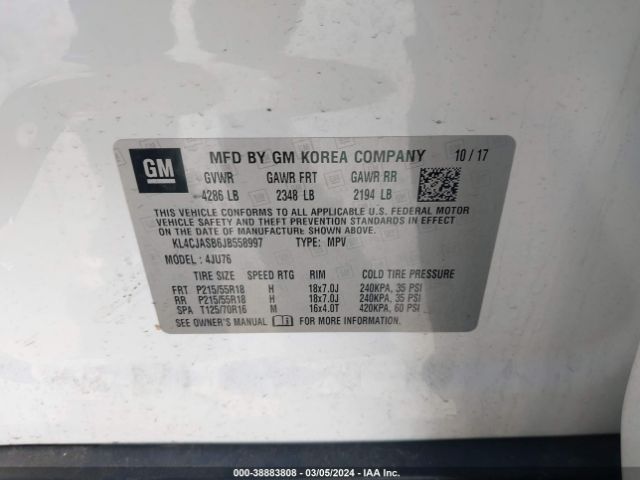 GM MFD BY GM KOREA COMPANY 10/17
GVWR GAWR FRT GAWR RR
4286 LB 2348 LB 2194 LB
THIS VEHICLE CONFORMS TO ALL APPLICABLE U.S. FEDERAL MOTOR
VEHICLE SAFETY AND THEFT PREVENTION STANDARDS IN EFFECT
ON THE DATE OF MANUFACTURE SHOWN ABOVE.
KL4CJASB6JB558997 TYPE: MPV
MODEL: 4JU76
TIRE SIZE SPEED RTG RIM COLD TIRE PRESSURE
FRT P215/55R18 H 18x7.0J 240KPA, 35 PSI
RR P215/55R18 H 18x7.0J 240KPA, 35 PSI
SPA T125/70R16 M 16x4.0T 420KPA, 60 PSI
SEE OWNER'S MANUAL FOR MORE INFORMATION
000-38883808 - 03/05/2024 - IAA Inc.